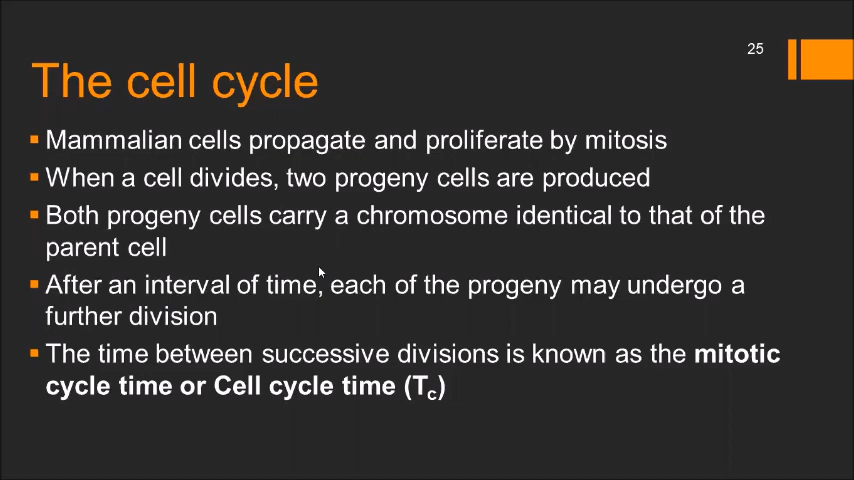 25
The cell cycle
▪ Mammalian cells propagate and proliferate by mitosis
▪ When a cell divides, two progeny cells are produced
▪ Both progeny cells carry a chromosome identical to that of the
parent cell
▪ After an interval of time, each of the progeny may undergo a
further division
▪ The time between successive divisions is known as the mitotic
cycle time or Cell cycle time (Tc)